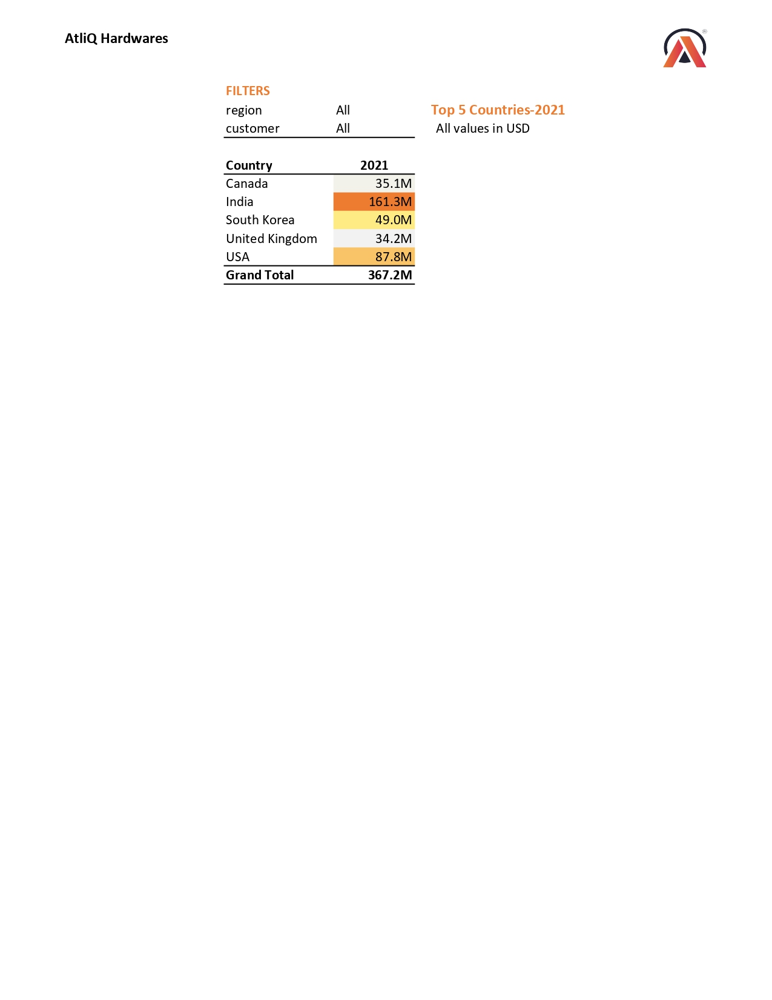 AtliQ Hardwares
®
FILTERS
region All Top 5 Countries-2021
customer All All values in USD
Country 2021
Canada 35.1M
India 161.3M
South Korea 49.0M
United Kingdom 34.2M
USA 87.8M
Grand Total 367.2M